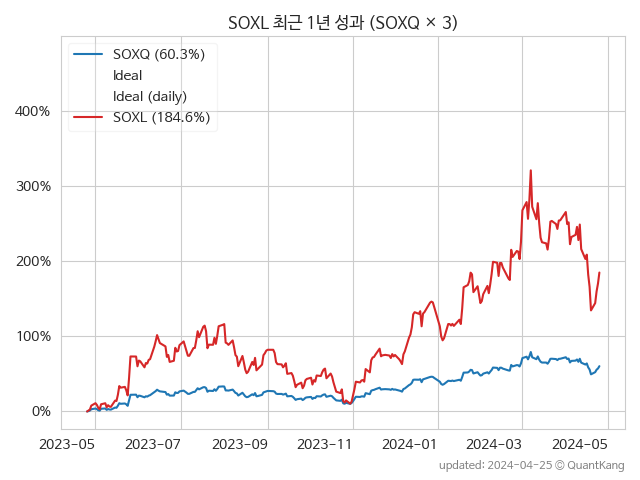 SOXL 최근 1년 성과 (SOXQ × 3)
SOXQ (60.3%)
Ideal
Ideal (daily)
SOXL (184.6%)
400%
300%
200%
100%
0%
2023-05 2023-07 2023-09 2023-11 2024-01 2024-03 2024-05
updated: 2024-04-25 © QuantKang